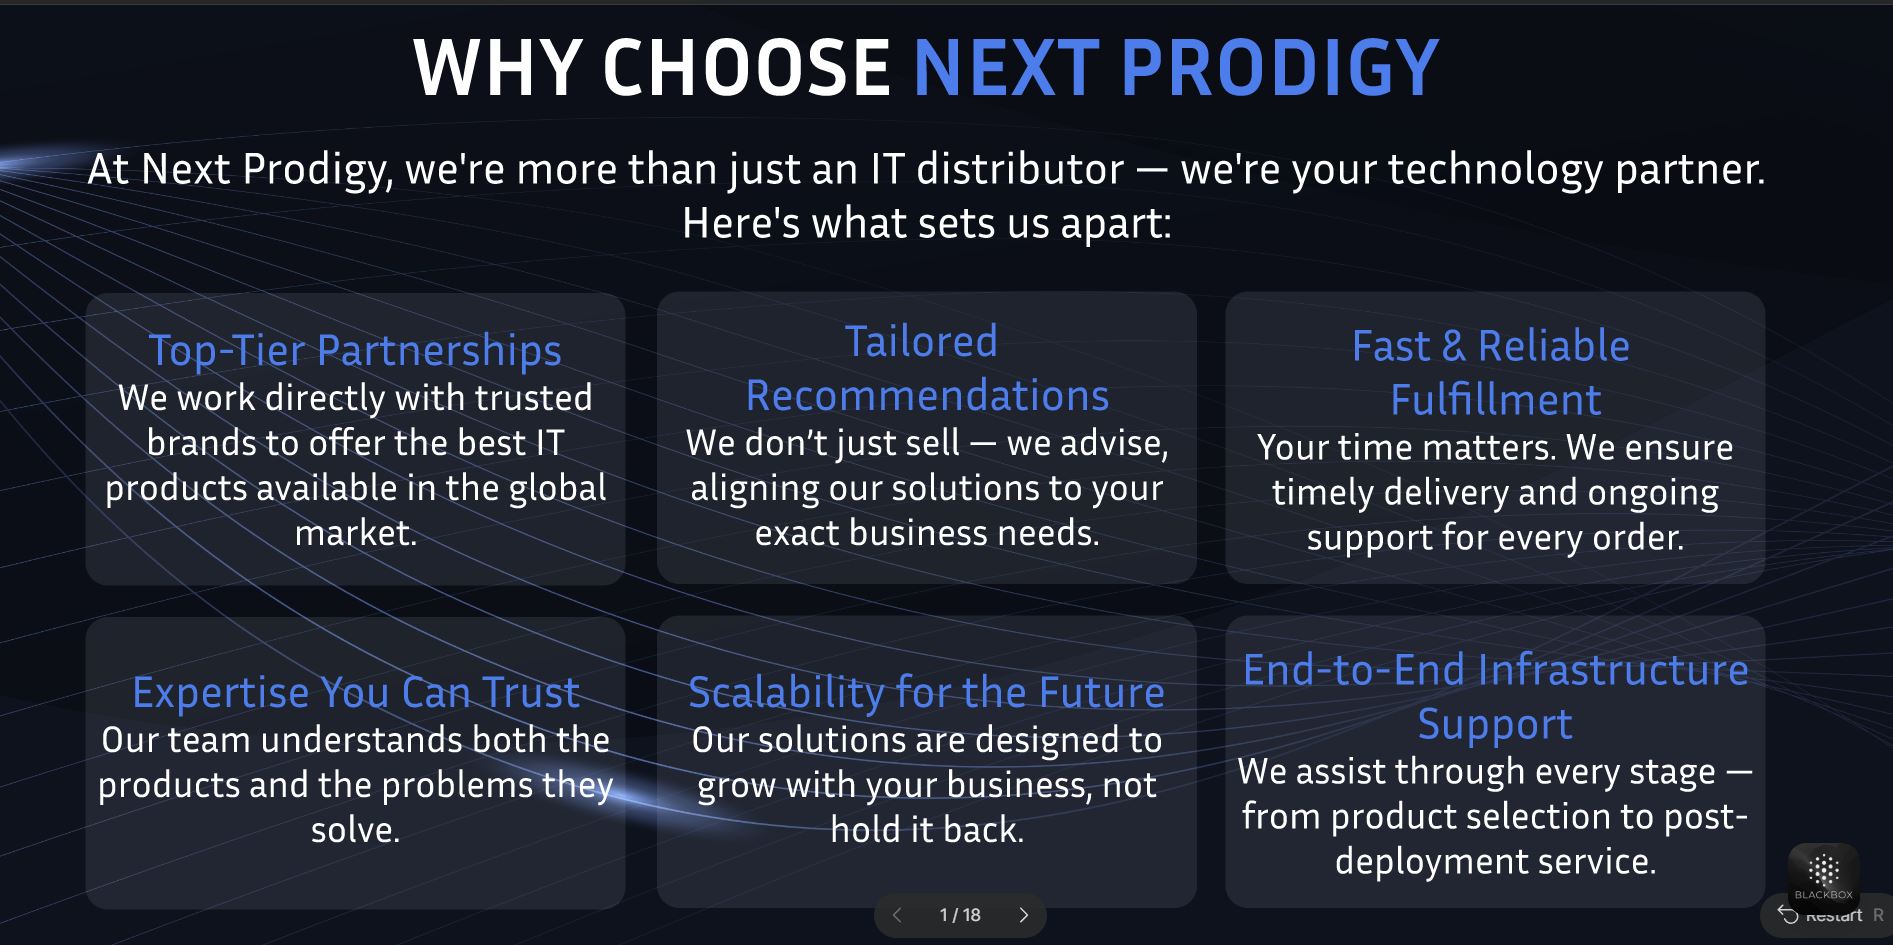 WHY CHOOSE NEXT PRODIGY
At Next Prodigy, we're more than just an IT distributor — we're your technology partner.
Here's what sets us apart:
Top-Tier Partnerships
We work directly with trusted
brands to offer the best IT
products available in the global
market.
Tailored
Recommendations
We don’t just sell — we advise,
aligning our solutions to your
exact business needs.
Fast & Reliable
Fulfillment
Your time matters. We ensure
timely delivery and ongoing
support for every order.
Expertise You Can Trust
Our team understands both the
products and the problems they
solve.
Scalability for the Future
Our solutions are designed to
grow with your business, not
hold it back.
End-to-End Infrastructure
Support
We assist through every stage —
from product selection to post-
deployment service.
BLACKBOX
1 / 18
Restart R